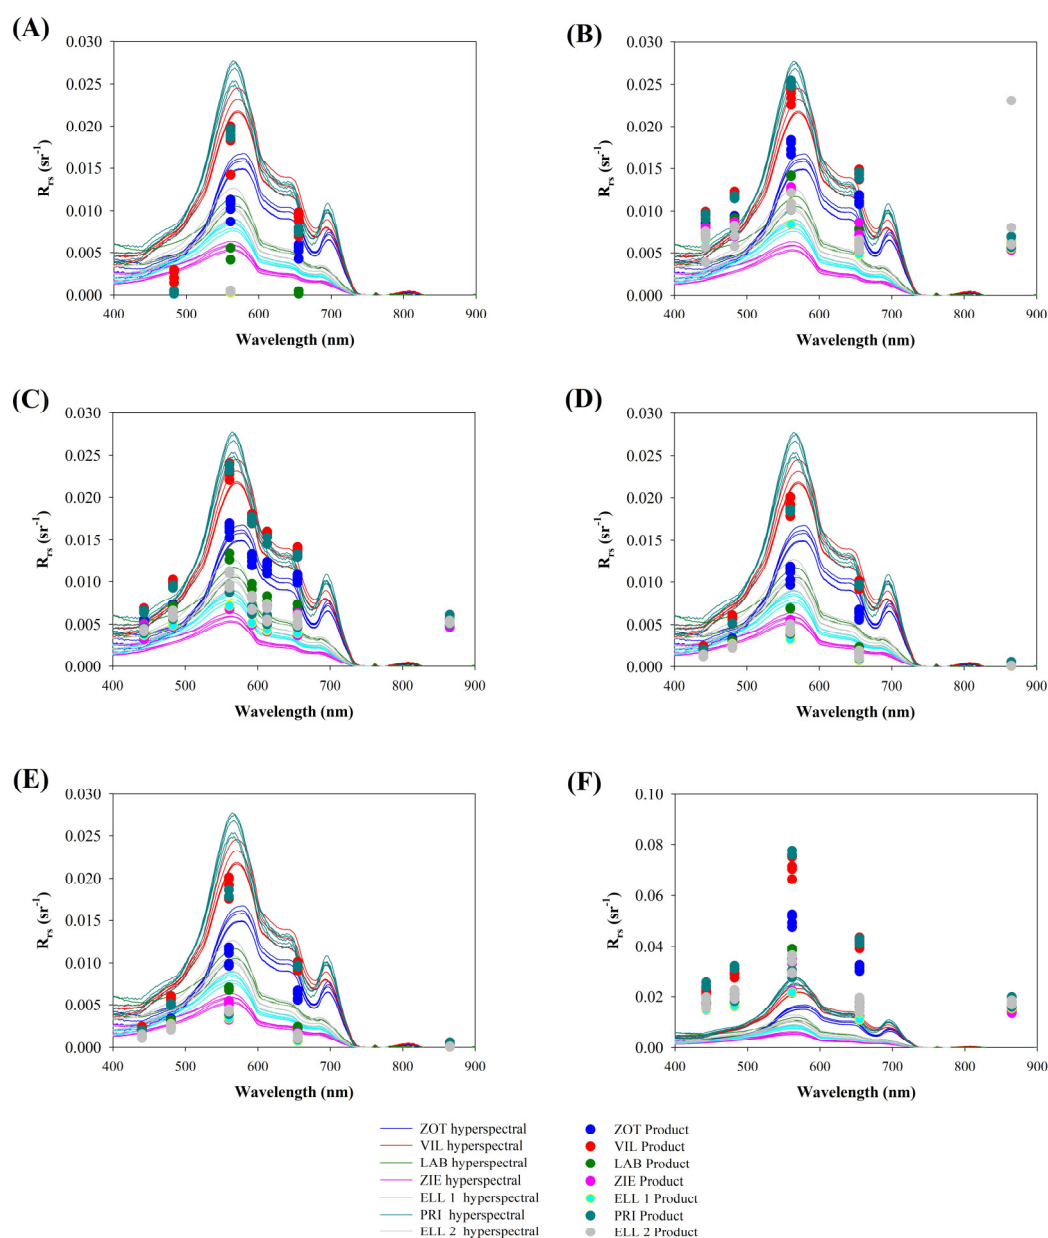 (A)
0.030
0.025
0.020
0.015
0.010
0.005
0.000
400 500 600 700 800 900
Rrs (sr-1)
Wavelength (nm)
(B)
0.030
0.025
0.020
0.015
0.010
0.005
0.000
400 500 600 700 800 900
Rrs (sr-1)
Wavelength (nm)
(C)
0.030
0.025
0.020
0.015
0.010
0.005
0.000
400 500 600 700 800 900
Rrs (sr-1)
Wavelength (nm)
(D)
0.030
0.025
0.020
0.015
0.010
0.005
0.000
400 500 600 700 800 900
Rrs (sr-1)
Wavelength (nm)
(E)
0.030
0.025
0.020
0.015
0.010
0.005
0.000
400 500 600 700 800 900
Rrs (sr-1)
Wavelength (nm)
(F)
0.10
0.08
0.06
0.04
0.02
0.00
400 500 600 700 800 900
Rrs (sr-1)
Wavelength (nm)
ZOT hyperspectral
VIL hyperspectral
LAB hyperspectral
ZIE hyperspectral
ELL 1 hyperspectral
PRI hyperspectral
ELL 2 hyperspectral
ZOT Product
VIL Product
LAB Product
ZIE Product
ELL 1 Product
PRI Product
ELL 2 Product